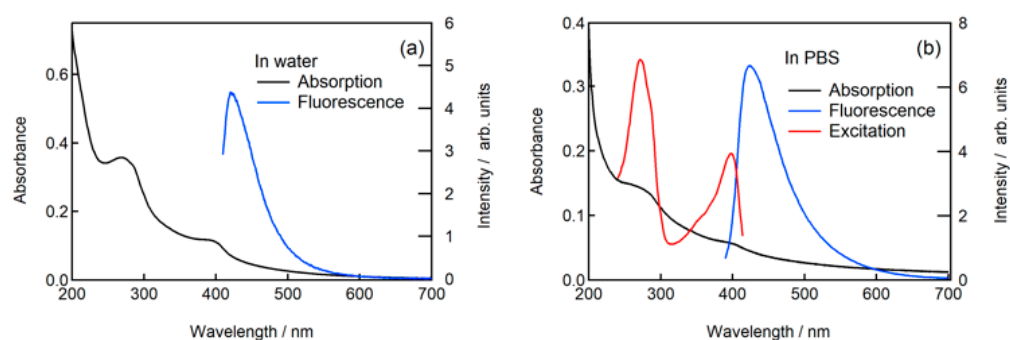 (a)
In water
Absorption
Fluorescence
Absorbance
Intensity / arb. units
0.6
0.4
0.2
0.0
6
5
4
3
2
1
0
200 300 400 500 600 700
Wavelength / nm
(b)
In PBS
Absorption
Fluorescence
Excitation
Absorbance
Intensity / arb. units
0.4
0.3
0.2
0.1
0.0
8
6
4
2
0
200 300 400 500 600 700
Wavelength / nm